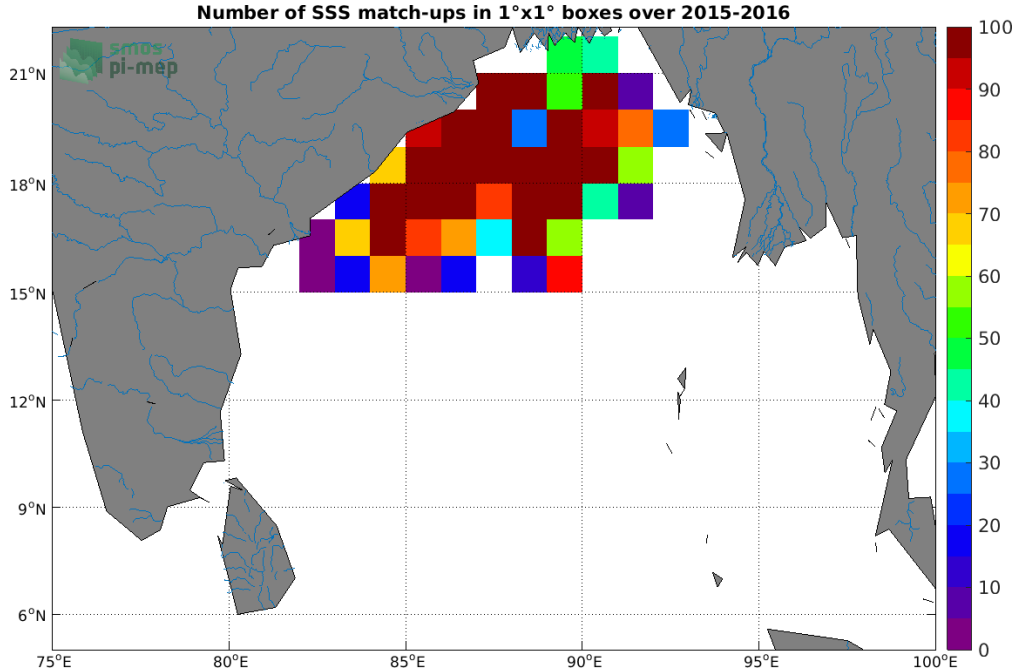 Number of SSS match-ups in 1°x1° boxes over 2015-2016
smos
pi-mep
21°N
18°N
15°N
12°N
9°N
6°N
75°E 80°E 85°E 90°E 95°E 100°E
100
90
80
70
60
50
40
30
20
10
0